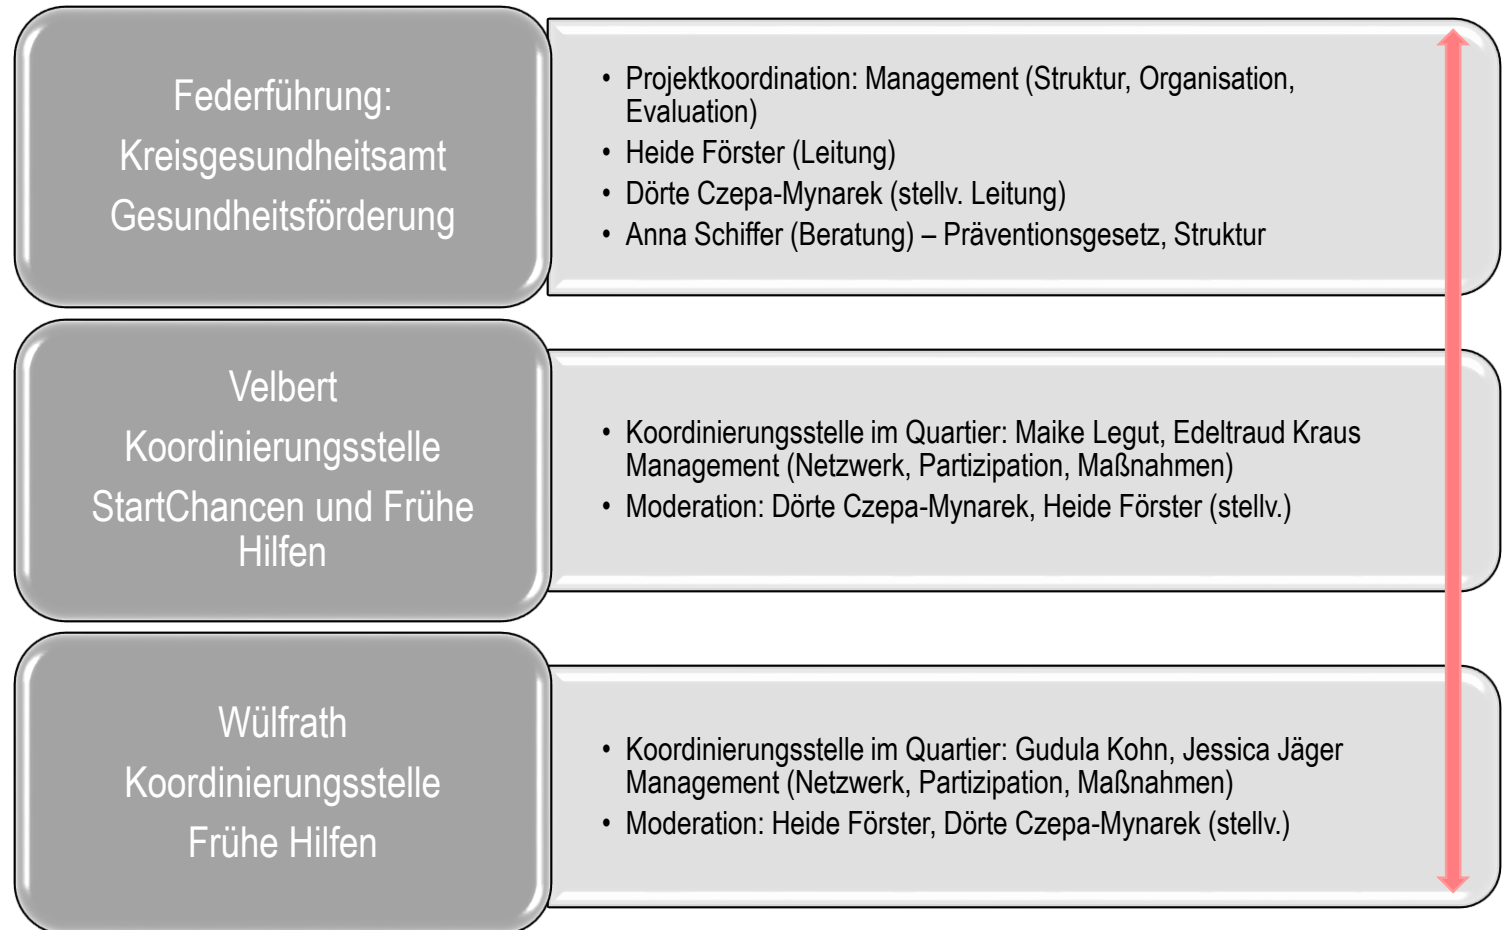 Federführung:
Kreisgesundheitsamt
Gesundheitsförderung
• Projektkoordination: Management (Struktur, Organisation,
Evaluation)
• Heide Förster (Leitung)
• Dörte Czepa-Mynarek (stellv. Leitung)
• Anna Schiffer (Beratung) – Präventionsgesetz, Struktur
Velbert
Koordinierungsstelle
StartChancen und Frühe
Hilfen
• Koordinierungsstelle im Quartier: Maike Legut, Edeltraud Kraus
Management (Netzwerk, Partizipation, Maßnahmen)
• Moderation: Dörte Czepa-Mynarek, Heide Förster (stellv.)
Wülfrath
Koordinierungsstelle
Frühe Hilfen
• Koordinierungsstelle im Quartier: Gudula Kohn, Jessica Jäger
Management (Netzwerk, Partizipation, Maßnahmen)
• Moderation: Heide Förster, Dörte Czepa-Mynarek (stellv.)